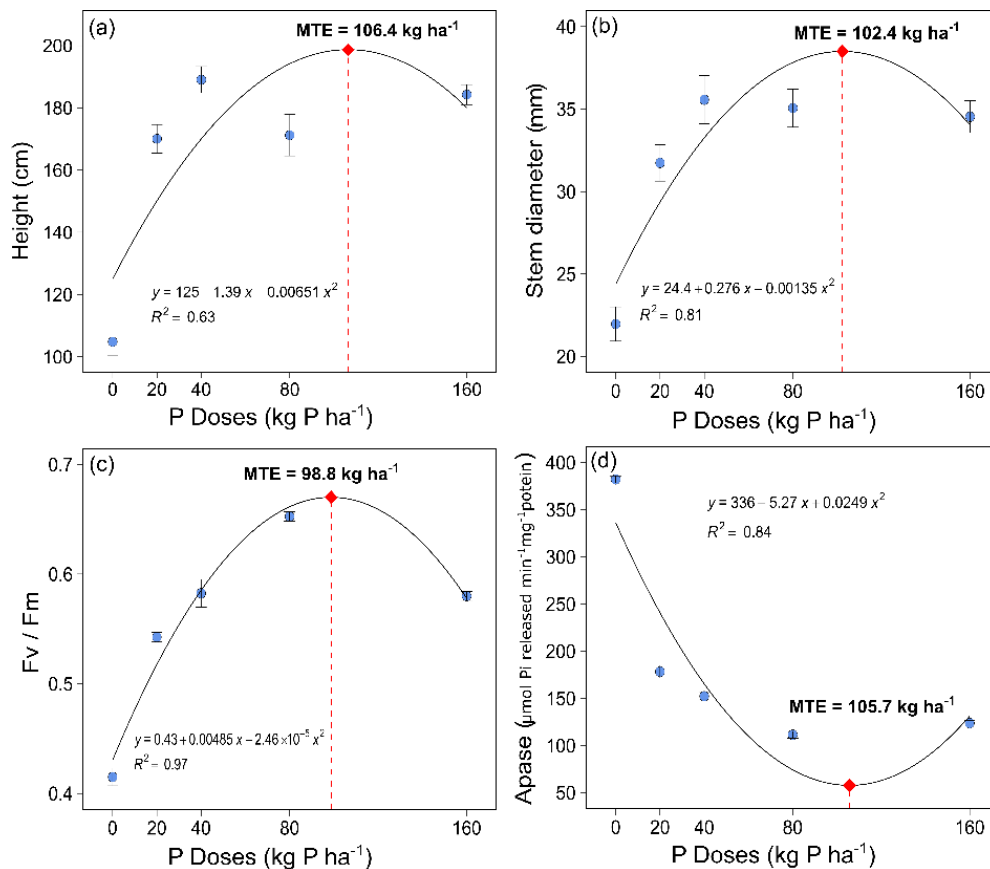 (a)
MTE = 106.4 kg ha⁻¹
200
180
160
140
120
100
Height (cm)
y = 125 1.39 x 0.00651 x²
R² = 0.63
0 20 40 80 160
P Doses (kg P ha⁻¹)
(b)
MTE = 102.4 kg ha⁻¹
40
35
30
25
20
Stem diameter (mm)
y = 24.4 + 0.276 x − 0.00135 x²
R² = 0.81
0 20 40 80 160
P Doses (kg P ha⁻¹)
(c)
MTE = 98.8 kg ha⁻¹
0.7
0.6
0.5
0.4
Fv / Fm
y = 0.43 + 0.00485 x − 2.46 × 10⁻⁵ x²
R² = 0.97
0 20 40 80 160
P Doses (kg P ha⁻¹)
(d)
400
350
300
250
200
150
100
50
Apase (µmol Pi released min⁻¹mg⁻¹potein)
y = 336 − 5.27 x + 0.0249 x²
R² = 0.84
MTE = 105.7 kg ha⁻¹
0 20 40 80 160
P Doses (kg P ha⁻¹)